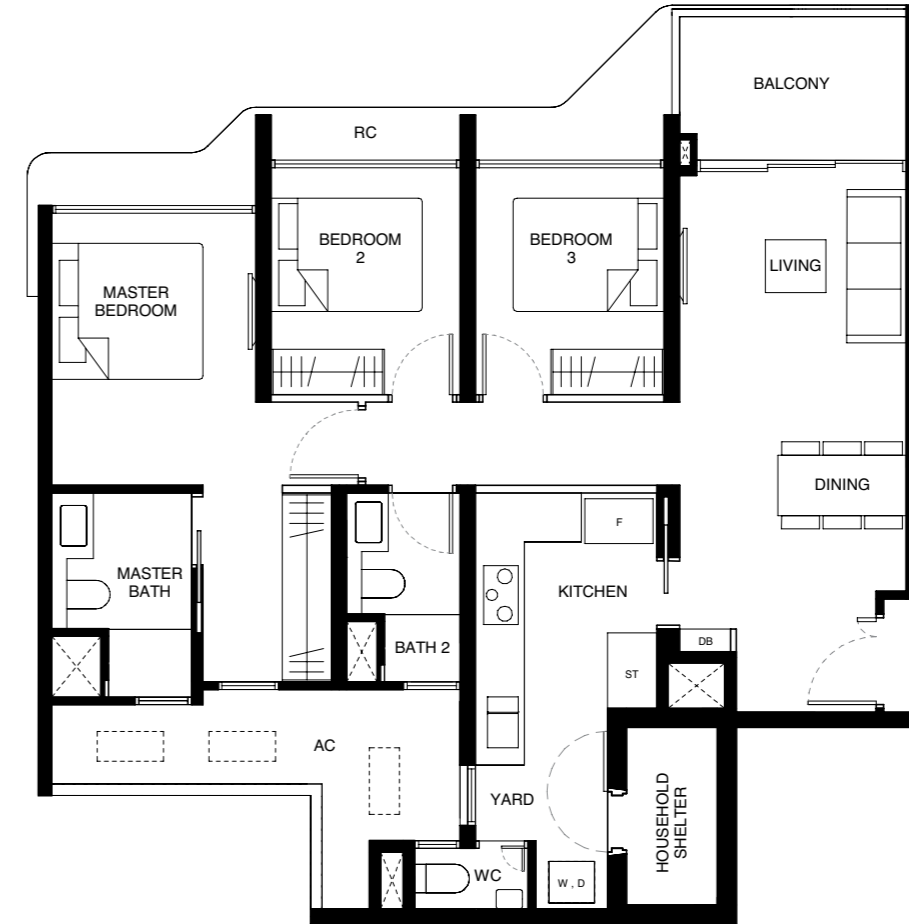 BALCONY
RC
BEDROOM
2
BEDROOM
3
LIVING
MASTER
BEDROOM
DINING
F
KITCHEN
MASTER
BATH
BATH 2
DB
ST
AC
YARD
HOUSEHOLD
SHELTER
WC
W , D